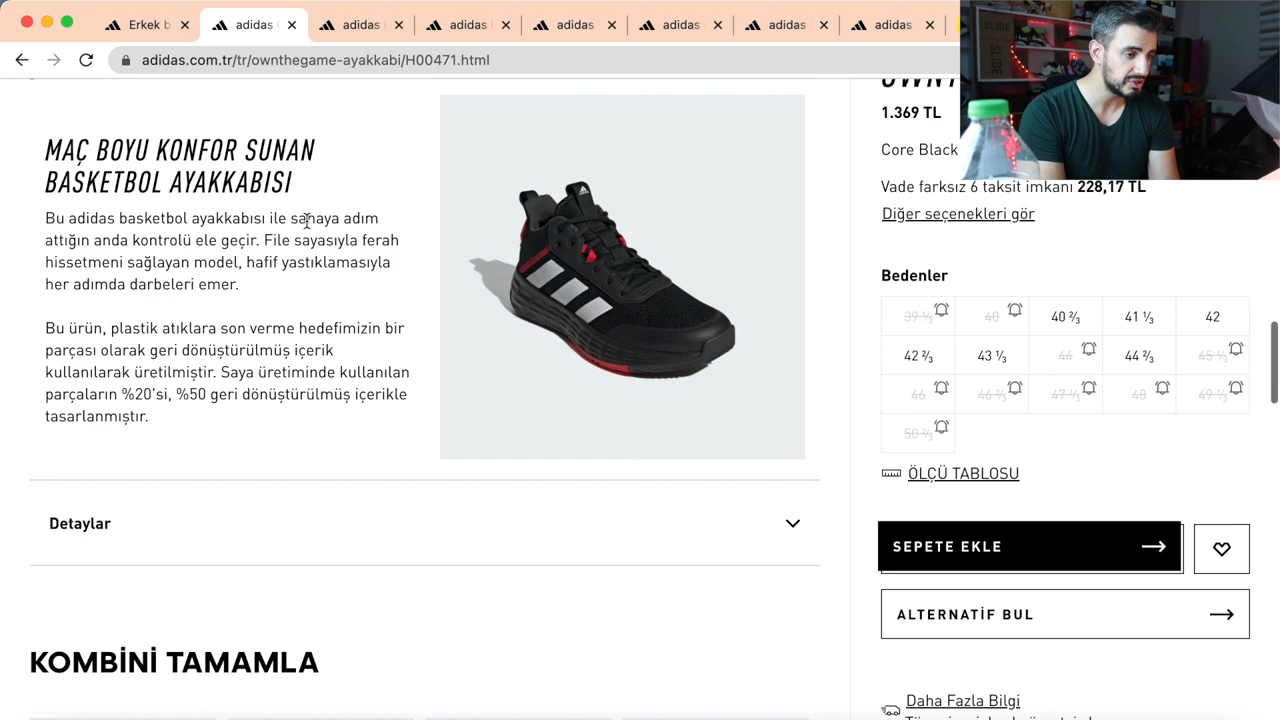 Erkek b
adidas
adidas
adidas
adidas
adidas
adidas
adidas
adidas.com.tr/tr/ownthegame-ayakkabi/H00471.html
SLIDE
SLIDE
MAÇ BOYU KONFOR SUNAN
BASKETBOL AYAKKABISI
Bu adidas basketbol ayakkabısı ile sahaya adım
attığın anda kontrolü ele geçir. File sayasıyla ferah
hissetmeni sağlayan model, hafif yastıklamasıyla
her adımda darbeleri emer.
Bu ürün, plastik atıklara son verme hedefimizin bir
parçası olarak geri dönüştürülmüş içerik
kullanılarak üretilmiştir. Saya üretiminde kullanılan
parçaların %20'si, %50 geri dönüştürülmüş içerikle
tasarlanmıştır.
Detaylar
KOMBİNİ TAMAMLA
1.369 TL
Core Black
Vade farksız 6 taksit imkanı 228,17 TL
Diğer seçenekleri gör
Bedenler
39 ⅓ 40 40 ⅔ 41 ⅓ 42
42 ⅔ 43 ⅓ 44 44 ⅔ 45 ⅓
46 46 ⅔ 47 ⅓ 48 49 ⅓
50 ⅔
ÖLÇÜ TABLOSU
SEPETE EKLE
ALTERNATİF BUL
Daha Fazla Bilgi